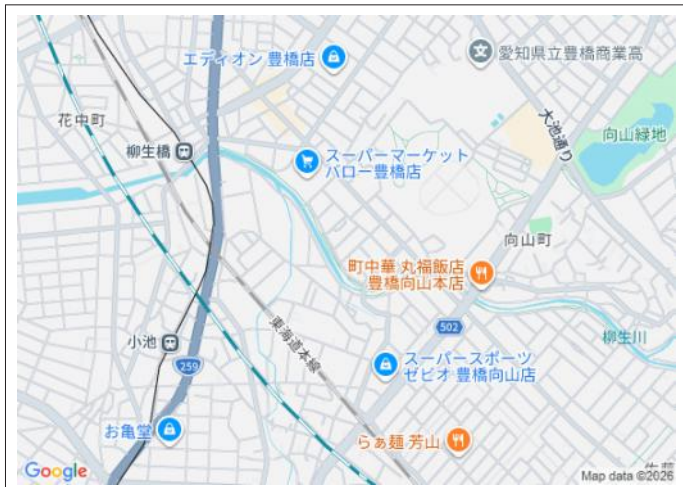 エディオン 豊橋店
愛知県立豊橋商業高
花中町
大池通り
向山緑地
柳生橋
スーパーマーケット
バロー豊橋店
向山町
町中華 丸福飯店
豊橋向山本店
東海道本線
502
柳生川
小池
259
スーパースポーツ
ゼビオ 豊橋向山店
お亀堂
らぁ麺 芳山
Google
Map data ©2026